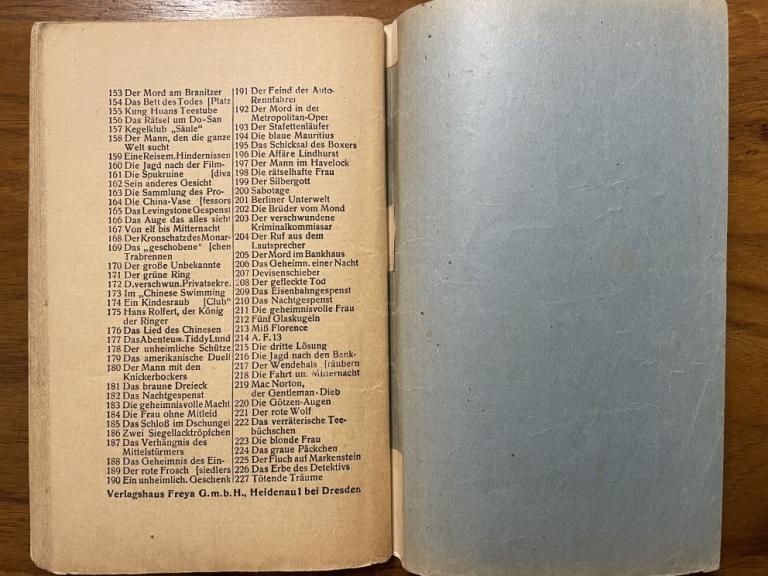 153 Der Mord am Branitzer
154 Das Bett des Todes [Platz
155 Kung Huans Teestube
156 Das Rätsel um Do-San
157 Kegelklub „Säule“
158 Der Mann, den die ganze
Welt sucht
159 Eine Reise m. Hindernissen
160 Die Jagd nach der Film-
161 Die Spukruine [diva
162 Sein anderes Gesicht
163 Die Sammlung des Pro-
164 Die China-Vase [fessors
165 Das Levingstone Gespenst
166 Das Auge das alles sieht
167 Von elf bis Mitternacht
168 Der Kronschatz des Monar-
169 Das „geschobene“ [chen
Trabrennen
170 Der große Unbekannte
171 Der grüne Ring
172 D. verschwun. Privatsekre.
173 Im „Chinese Swimming
174 Ein Kindesraub [Club“
175 Hans Rolfert, der König
der Ringer
176 Das Lied des Chinesen
177 Das Abenteum. Tiddy Lund
178 Der unheimliche Schütze
179 Das amerikanische Duell
180 Der Mann mit den
Knickerbockers
181 Das braune Dreieck
182 Das Nachtgespenst
183 Die geheimnisvolle Macht
184 Die Frau ohne Mitleid
185 Das Schloß im Dschungel
186 Zwei Siegellacktröpfchen
187 Das Verhängnis des
Mittelstürmers
188 Das Geheimnis des Ein-
189 Der rote Frosch [siedlers
190 Ein unheimlich. Geschenk
191 Der Feind der Auto-
Rennfahrer
192 Der Mord in der
Metropolitan-Oper
193 Der Stafettenläufer
194 Die blaue Mauritius
195 Das Schicksal des Boxers
196 Die Affäre Lindhurst
197 Der Mann im Havelock
198 Die rätselhafte Frau
199 Der Silbergott
200 Sabotage
201 Berliner Unterwelt
202 Die Brüder vom Mond
203 Der verschwundene
Kriminalkommissar
204 Der Ruf aus dem
Lautsprecher
205 Der Mord im Bankhaus
206 Das Geheimn. einer Nacht
207 Devisenschieber
208 Der gefleckte Tod
209 Das Eisenbahngespenst
210 Das Nachtgespenst
211 Die geheimnisvolle Frau
212 Fünf Glaskugeln
213 Miß Florence
214 A. F. 13
215 Die dritte Lösung
216 Die Jagd nach den Bank-
217 Der Wendehals [räubern
218 Die Fahrt um Mitternacht
219 Mac Norton,
der Gentleman-Dieb
220 Die Götzen-Augen
221 Der rote Wolf
222 Das verräterische Tee-
büchschen
223 Die blonde Frau
224 Das graue Päckchen
225 Der Fluch auf Markenstein
226 Das Erbe des Detektivs
227 Tötende Träume
Verlagshaus Freya G.m.b.H., Heidenau I bei Dresden